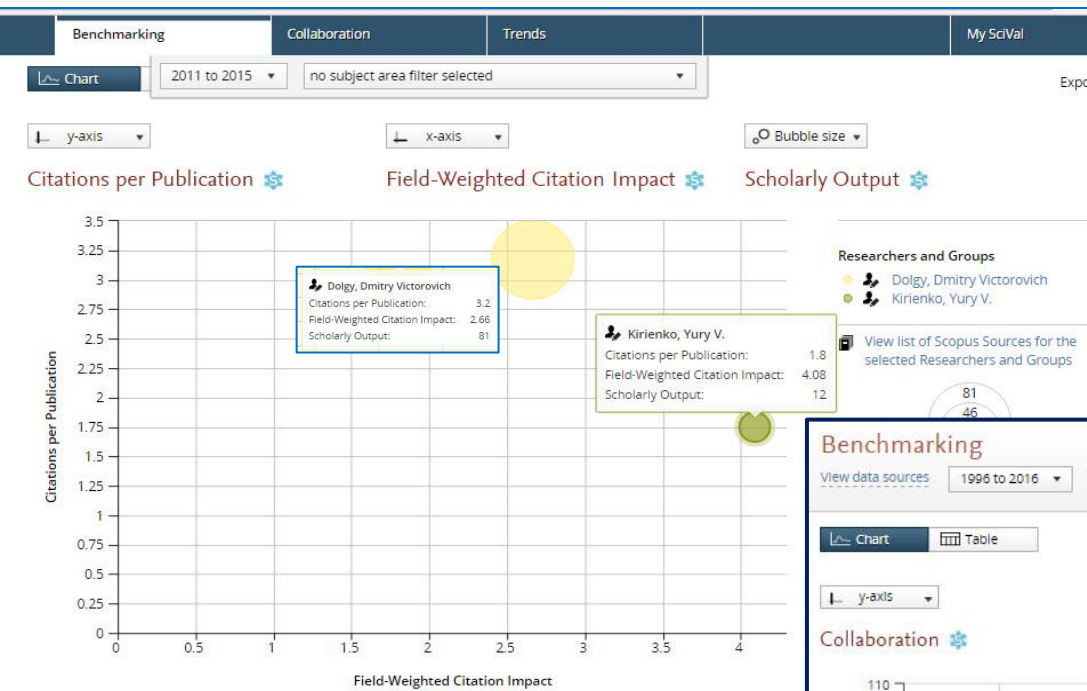 Benchmarking
Collaboration
Trends
My SciVal
Chart
2011 to 2015
no subject area filter selected
Expo
y-axis
x-axis
Bubble size
Citations per Publication
Field-Weighted Citation Impact
Scholarly Output
3.5
3.25
3
2.75
2.5
2.25
2
1.75
1.5
1.25
1
0.75
0.5
0.25
0
Citations per Publication
0 0.5 1 1.5 2 2.5 3 3.5 4
Field-Weighted Citation Impact
Dolgy, Dmitry Victorovich
Citations per Publication: 3.2
Field-Weighted Citation Impact: 2.66
Scholarly Output: 81
Kirienko, Yury V.
Citations per Publication: 1.8
Field-Weighted Citation Impact: 4.08
Scholarly Output: 12
Researchers and Groups
Dolgy, Dmitry Victorovich
Kirienko, Yury V.
View list of Scopus Sources for the
selected Researchers and Groups
81
46
Benchmarking
View data sources
1996 to 2016
Chart
Table
y-axis
Collaboration
110